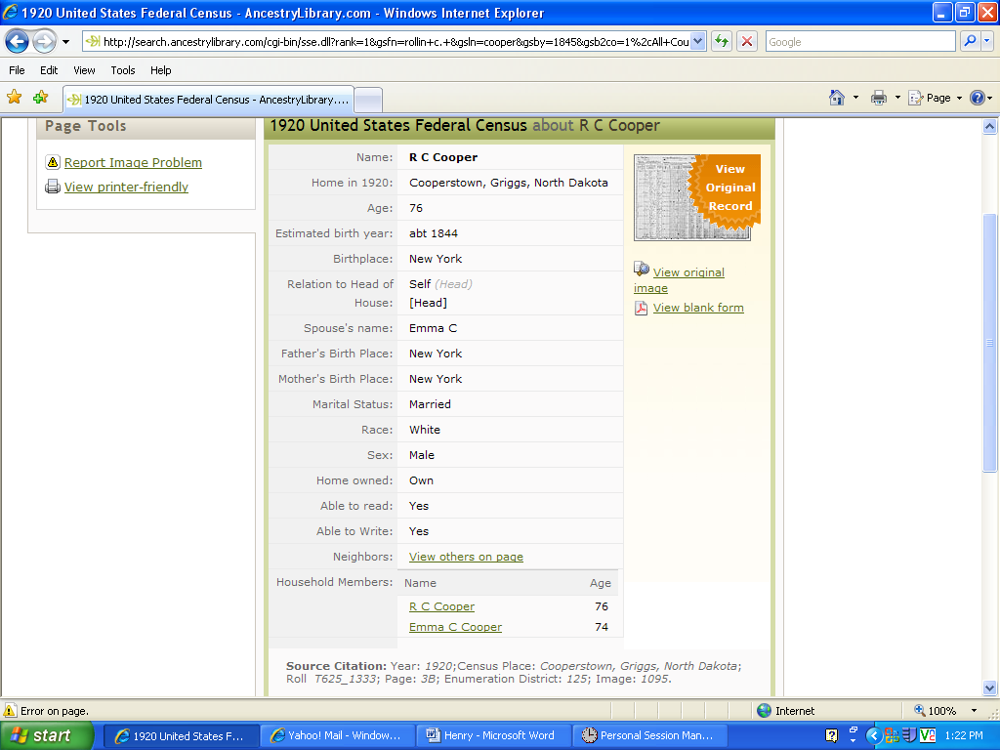 1920 United States Federal Census - AncestryLibrary.com - Windows Internet Explorer
http://search.ancestrylibrary.com/cgi-bin/sse.dll?rank=1&gsfn=rollin+c.+&gsln=cooper&gsby=1845&gsb2co=1%2cAll+Cou
Google
File Edit View Tools Help
1920 United States Federal Census - AncestryLibrary....
Page
Page Tools
Report Image Problem
View printer-friendly
1920 United States Federal Census about R C Cooper
Name: R C Cooper
Home in 1920: Cooperstown, Griggs, North Dakota
Age: 76
Estimated birth year: abt 1844
Birthplace: New York
Relation to Head of House: Self (Head)
[Head]
Spouse's name: Emma C
Father's Birth Place: New York
Mother's Birth Place: New York
Marital Status: Married
Race: White
Sex: Male
Home owned: Own
Able to read: Yes
Able to Write: Yes
Neighbors: View others on page
Household Members: Name Age
R C Cooper 76
Emma C Cooper 74
View
Original
Record
View original
image
View blank form
Source Citation: Year: 1920;Census Place: Cooperstown, Griggs, North Dakota;
Roll T625_1333; Page: 3B; Enumeration District: 125; Image: 1095.
Error on page.
Internet
100%
start
1920 United States F...
Yahoo! Mail - Window...
Henry - Microsoft Word
Personal Session Man...
1:22 PM